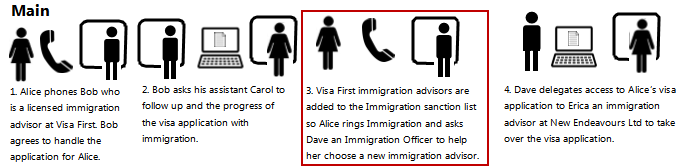 Main
1. Alice phones Bob who
is a licensed immigration
advisor at Visa First. Bob
agrees to handle the
application for Alice.
2. Bob asks his assistant Carol to
follow up and the progress of
the visa application with
immigration.
3. Visa First immigration advisors are
added to the Immigration sanction list
so Alice rings Immigration and asks
Dave an Immigration Officer to help
her choose a new immigration advisor.
4. Dave delegates access to Alice's visa
application to Erica an immigration
advisor at New Endeavours Ltd to take
over the visa application.